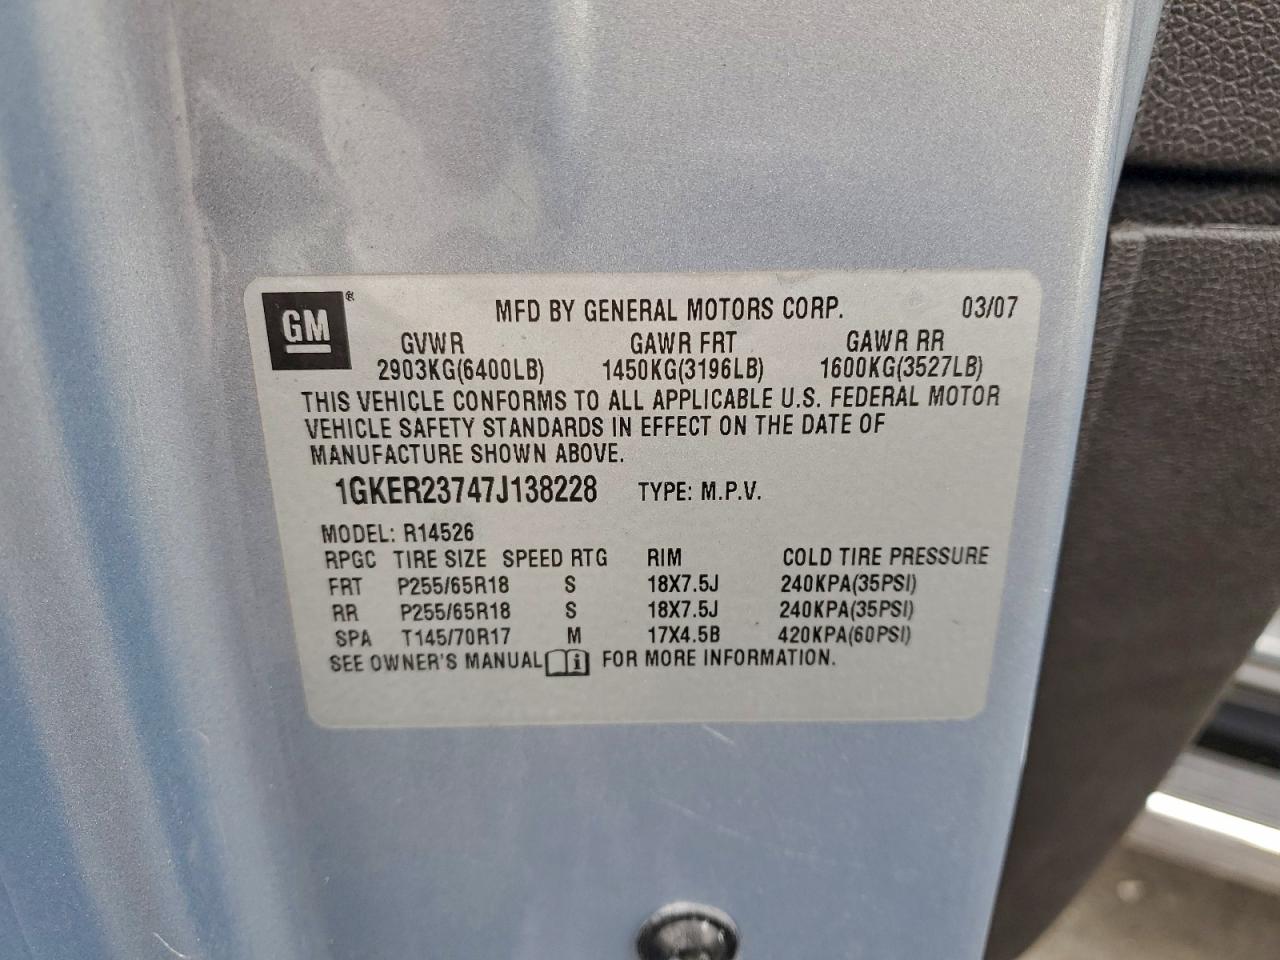 GM®
MFD BY GENERAL MOTORS CORP. 03/07
GVWR GAWR FRT GAWR RR
2903KG(6400LB) 1450KG(3196LB) 1600KG(3527LB)
THIS VEHICLE CONFORMS TO ALL APPLICABLE U.S. FEDERAL MOTOR
VEHICLE SAFETY STANDARDS IN EFFECT ON THE DATE OF
MANUFACTURE SHOWN ABOVE.
1GKER23747J138228 TYPE: M.P.V.
MODEL: R14526
RPGC TIRE SIZE SPEED RTG RIM COLD TIRE PRESSURE
FRT P255/65R18 S 18X7.5J 240KPA(35PSI)
RR P255/65R18 S 18X7.5J 240KPA(35PSI)
SPA T145/70R17 M 17X4.5B 420KPA(60PSI)
SEE OWNER'S MANUAL i FOR MORE INFORMATION.